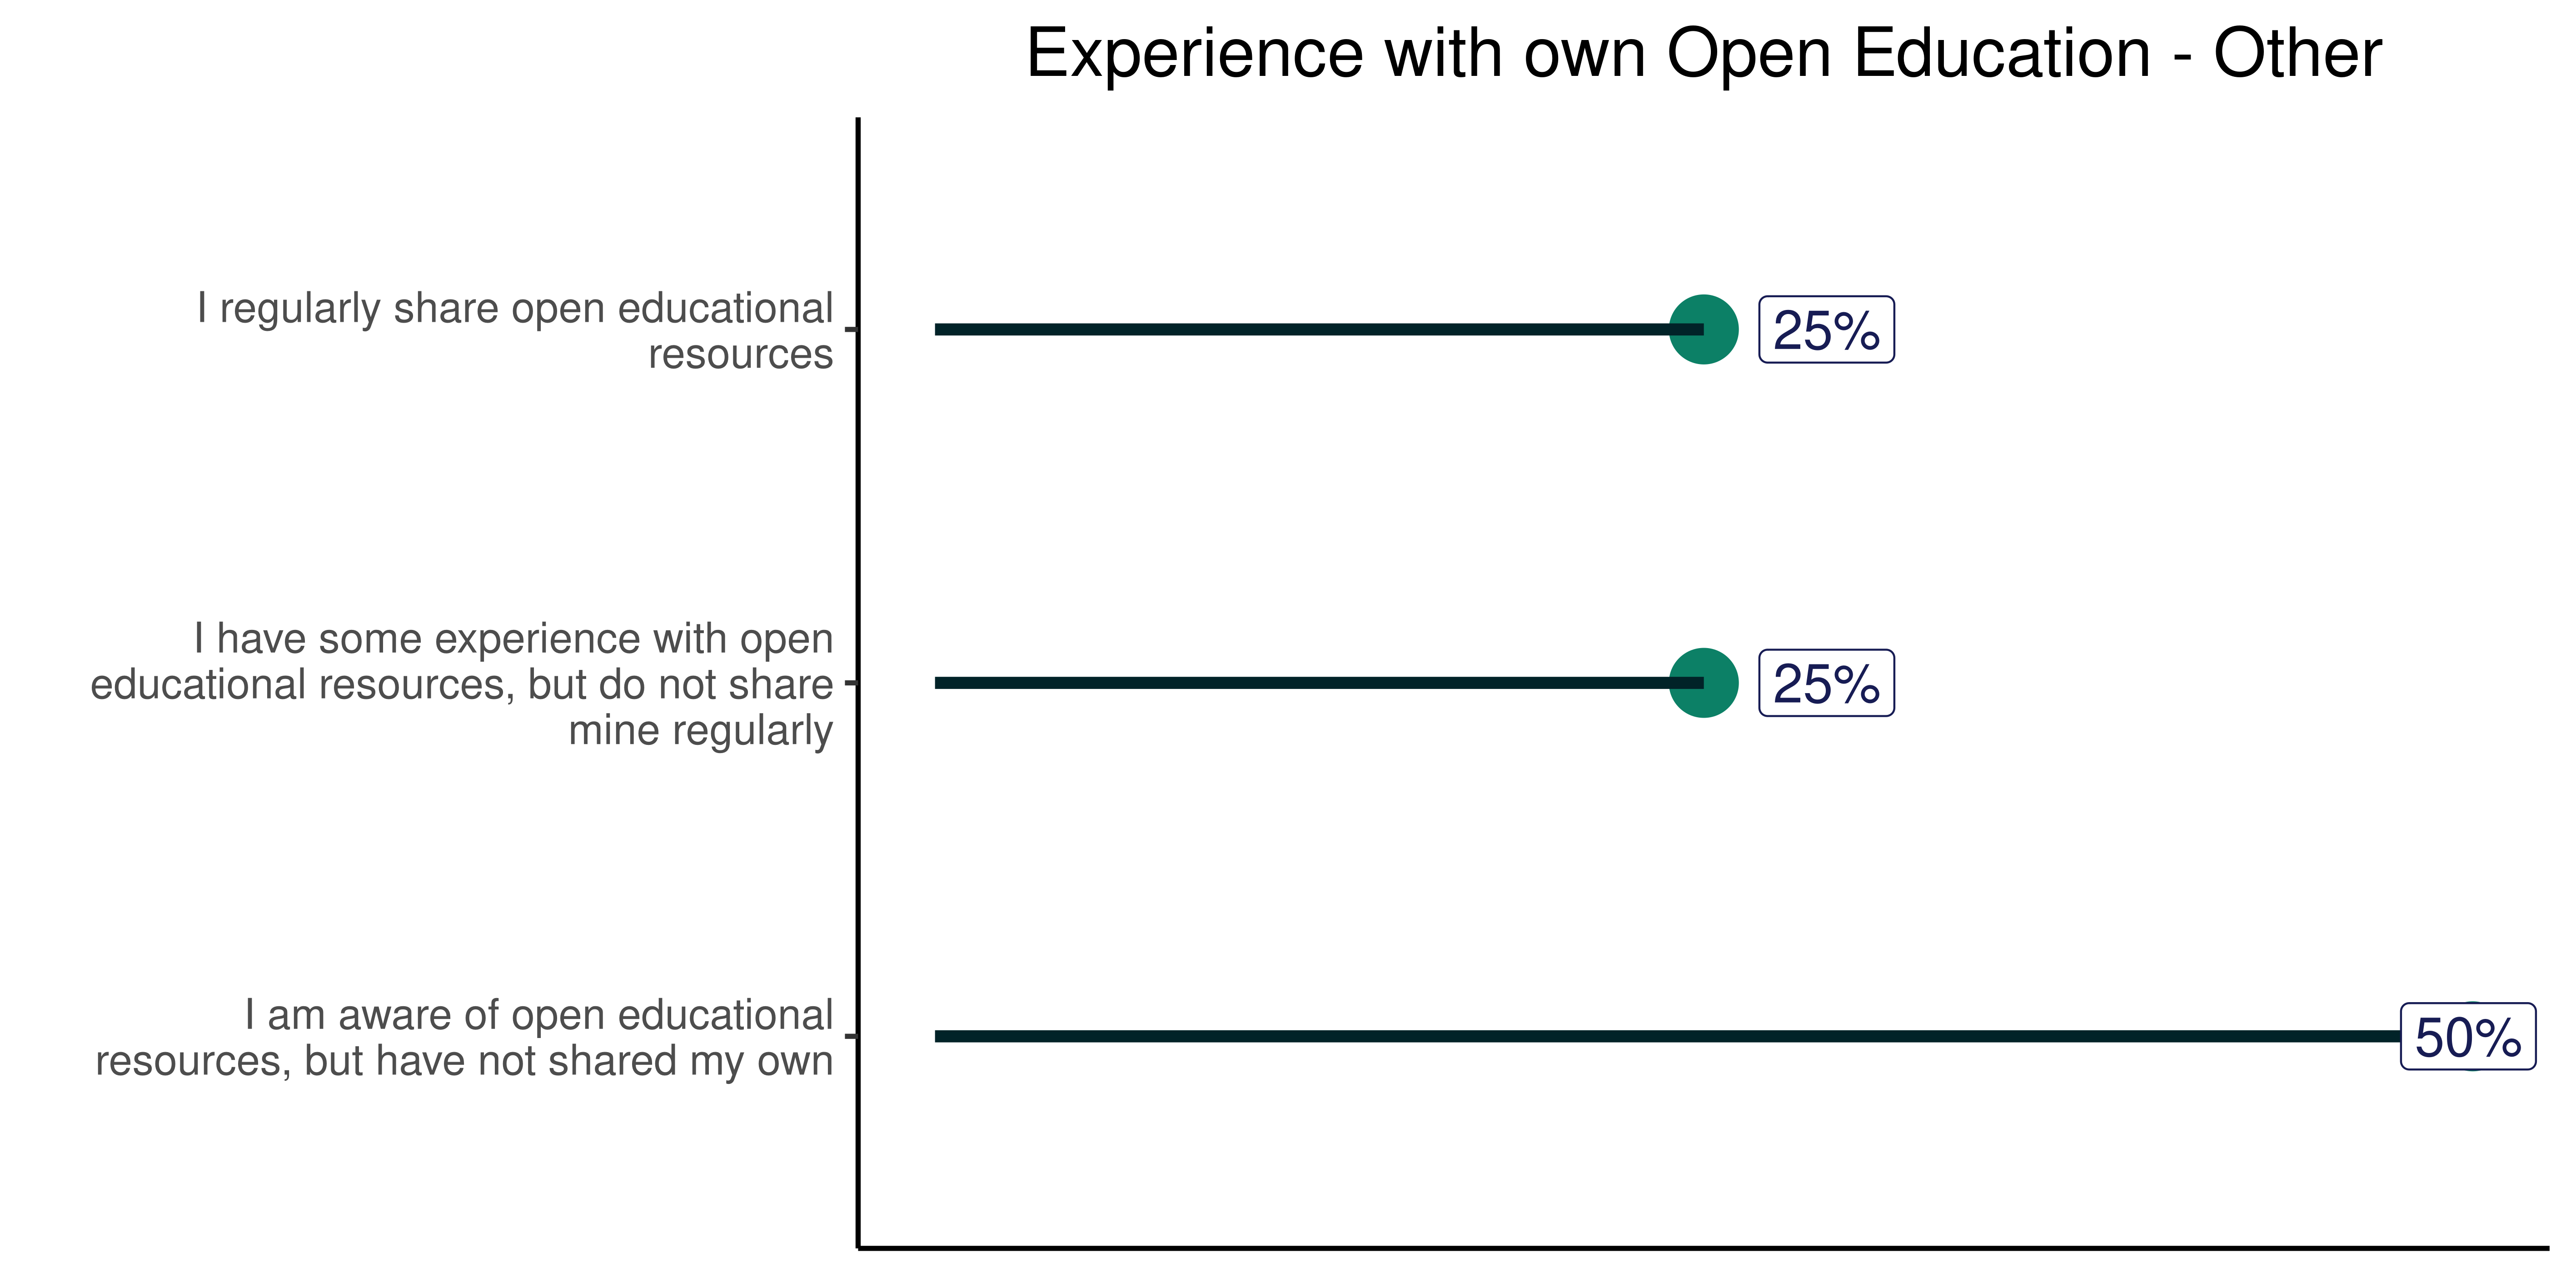 Experience with own Open Education - Other
I regularly share open educational
resources
25%
I have some experience with open
educational resources, but do not share
mine regularly
25%
I am aware of open educational
resources, but have not shared my own
50%